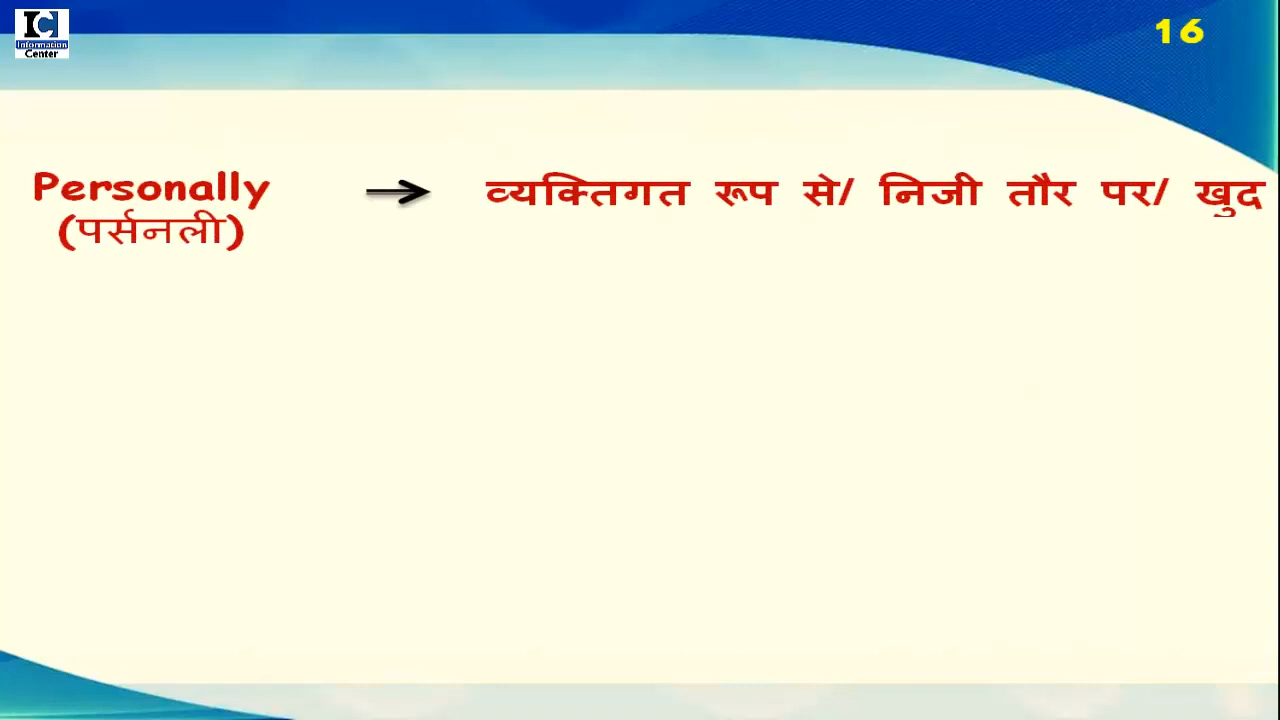 IC
Information
Center
16
Personally → व्यक्तिगत रूप से/ निजी तौर पर/ खुद
(पर्सनली)